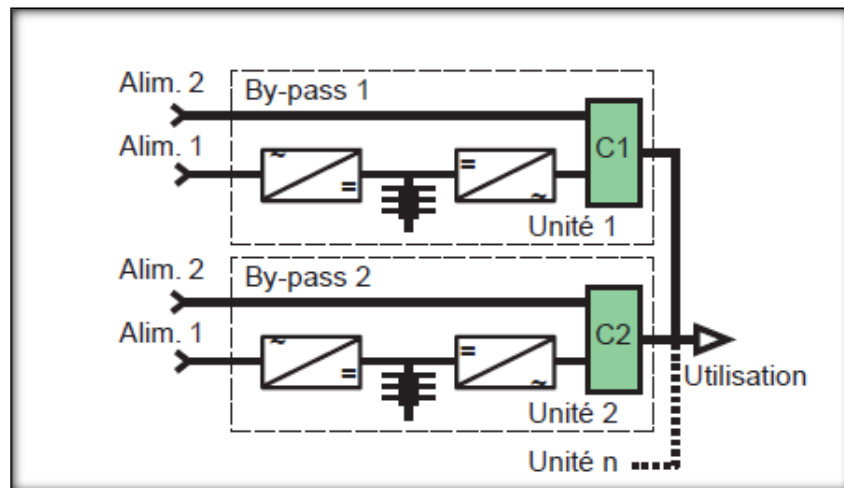 Alim. 2
By-pass 1
Alim. 1
~
=
=
~
C1
Unité 1
Alim. 2
By-pass 2
Alim. 1
~
=
=
~
C2
Utilisation
Unité 2
Unité n